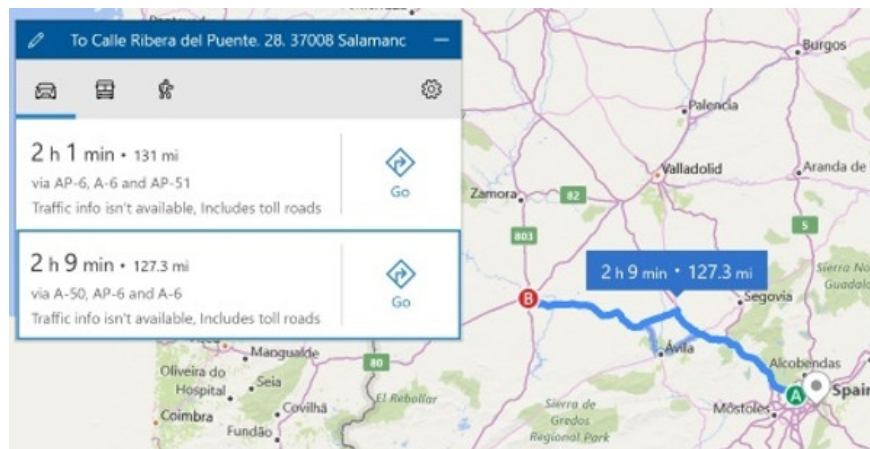 To Calle Ribera del Puente. 28. 37008 Salamanc
2 h 1 min • 131 mi
via AP-6, A-6 and AP-51
Traffic info isn't available, Includes toll roads
Go
2 h 9 min • 127.3 mi
via A-50, AP-6 and A-6
Traffic info isn't available, Includes toll roads
Go
Burgos
Palencia
Valladolid
Aranda de
Zamora
82
803
5
2 h 9 min • 127.3 mi
Sierra No
Guadala
B
Segovia
Ávila
Alcobendas
A
Spain
Móstoles
80
Mangualde
Oliveira do
Hospital
Seia
El Rebollar
Covilhã
Coimbra
Fundão
Sierra de
Gredos
Regional Park